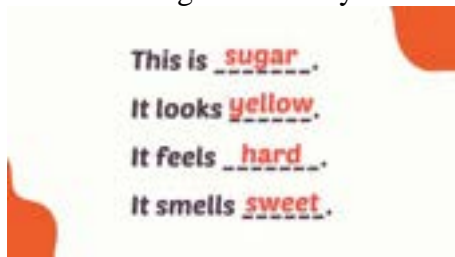 This is sugar.
It looks yellow.
It feels hard.
It smells sweet.